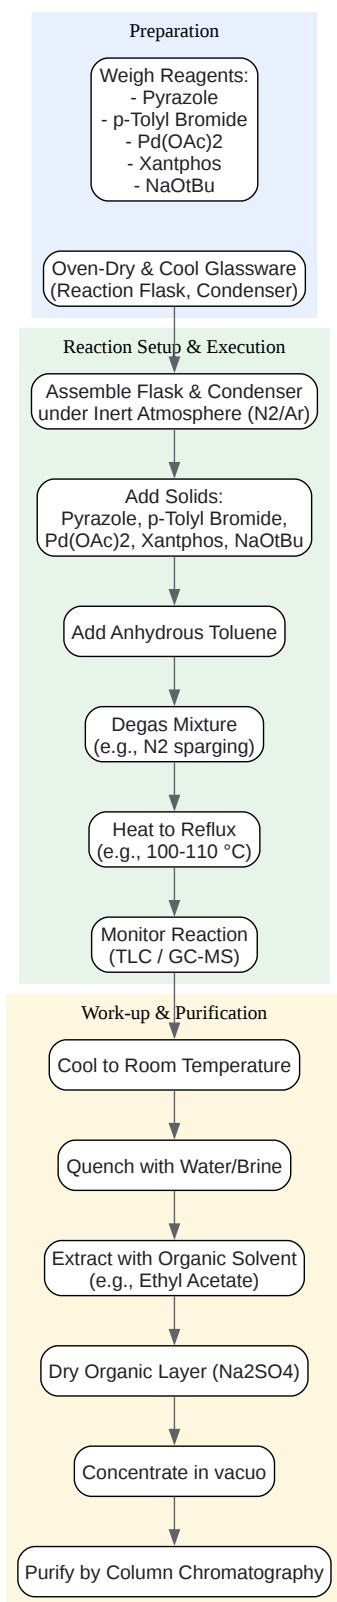 Preparation
Weigh Reagents:
- Pyrazole
- p-Tolyl Bromide
- Pd(OAc)2
- Xantphos
- NaOtBu
Oven-Dry & Cool Glassware
(Reaction Flask, Condenser)
Reaction Setup & Execution
Assemble Flask & Condenser
under Inert Atmosphere (N2/Ar)
Add Solids:
Pyrazole, p-Tolyl Bromide,
Pd(OAc)2, Xantphos, NaOtBu
Add Anhydrous Toluene
Degas Mixture
(e.g., N2 sparging)
Heat to Reflux
(e.g., 100-110 °C)
Monitor Reaction
(TLC / GC-MS)
Work-up & Purification
Cool to Room Temperature
Quench with Water/Brine
Extract with Organic Solvent
(e.g., Ethyl Acetate)
Dry Organic Layer (Na2SO4)
Concentrate in vacuo
Purify by Column Chromatography